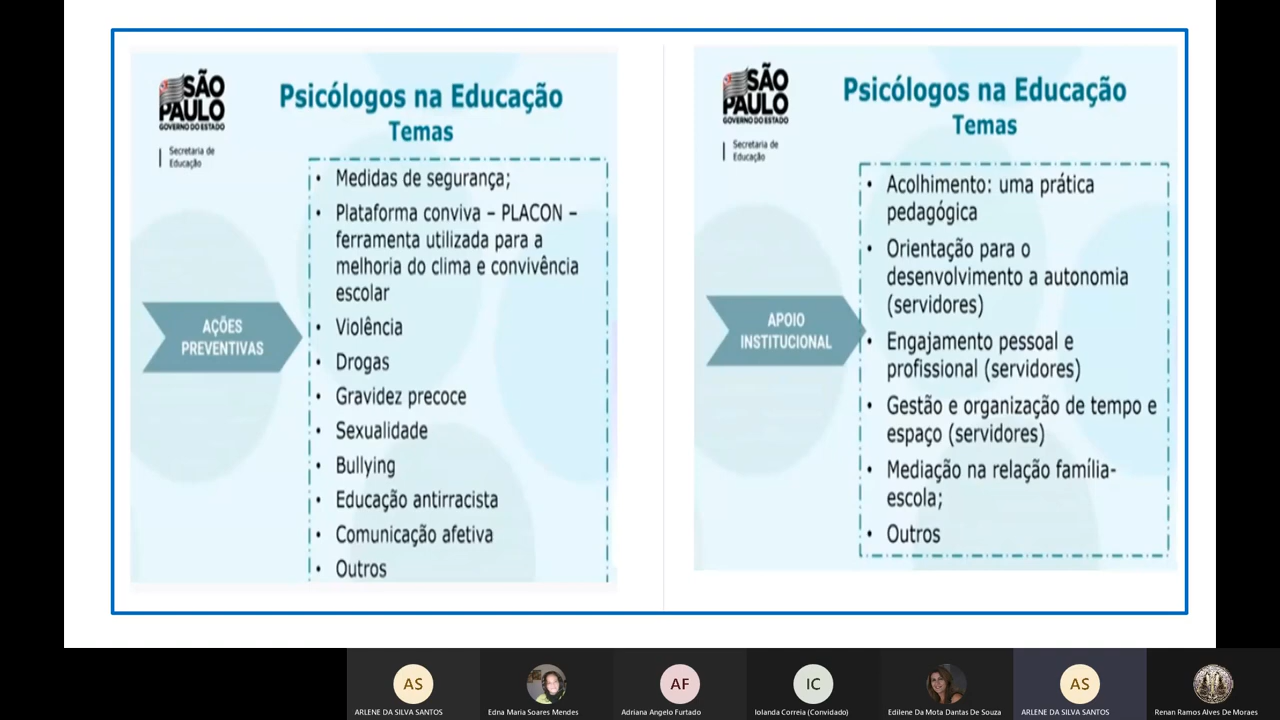 SÃO
PAULO
GOVERNO DO ESTADO
Secretaria de
Educação
Psicólogos na Educação
Temas
AÇÕES
PREVENTIVAS
• Medidas de segurança;
• Plataforma conviva – PLACON –
ferramenta utilizada para a
melhoria do clima e convivência
escolar
• Violência
• Drogas
• Gravidez precoce
• Sexualidade
• Bullying
• Educação antirracista
• Comunicação afetiva
• Outros
SÃO
PAULO
GOVERNO DO ESTADO
Secretaria de
Educação
Psicólogos na Educação
Temas
APOIO
INSTITUCIONAL
• Acolhimento: uma prática
pedagógica
• Orientação para o
desenvolvimento a autonomia
(servidores)
• Engajamento pessoal e
profissional (servidores)
• Gestão e organização de tempo e
espaço (servidores)
• Mediação na relação família-
escola;
• Outros
AS
ARLENE DA SILVA SANTOS
Edna Maria Soares Mendes
AF
Adriana Angelo Furtado
IC
Iolanda Correia (Convidado)
Edilene Da Mota Dantas De Souza
AS
ARLENE DA SILVA SANTOS
Renan Ramos Alves De Moraes